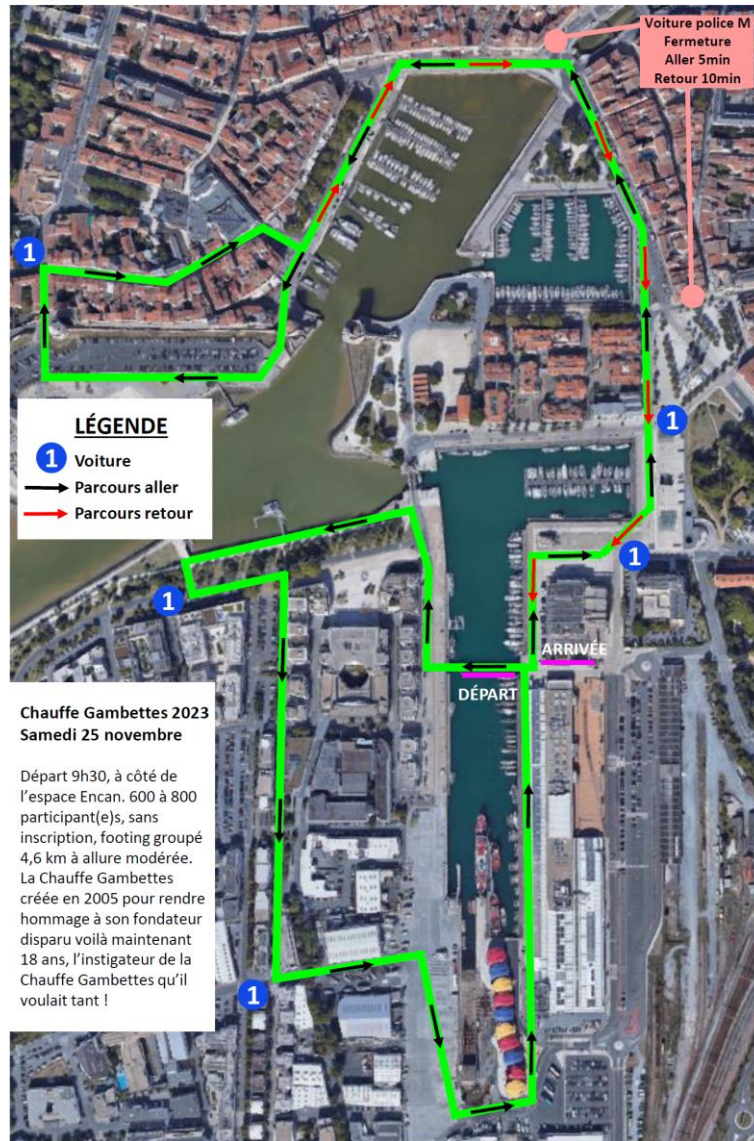 Voiture police M
Fermeture
Aller 5min
Retour 10min
1
LÉGENDE
1 Voiture
Parcours aller
Parcours retour
1
1
1
ARRIVÉE
DÉPART
Chauffe Gambettes 2023
Samedi 25 novembre
Départ 9h30, à côté de
l'espace Encan. 600 à 800
participant(e)s, sans
inscription, footing groupé
4,6 km à allure modérée.
La Chauffe Gambettes
créée en 2005 pour rendre
hommage à son fondateur
disparu voilà maintenant
18 ans, l'instigateur de la
Chauffe Gambettes qu'il
voulait tant !
1